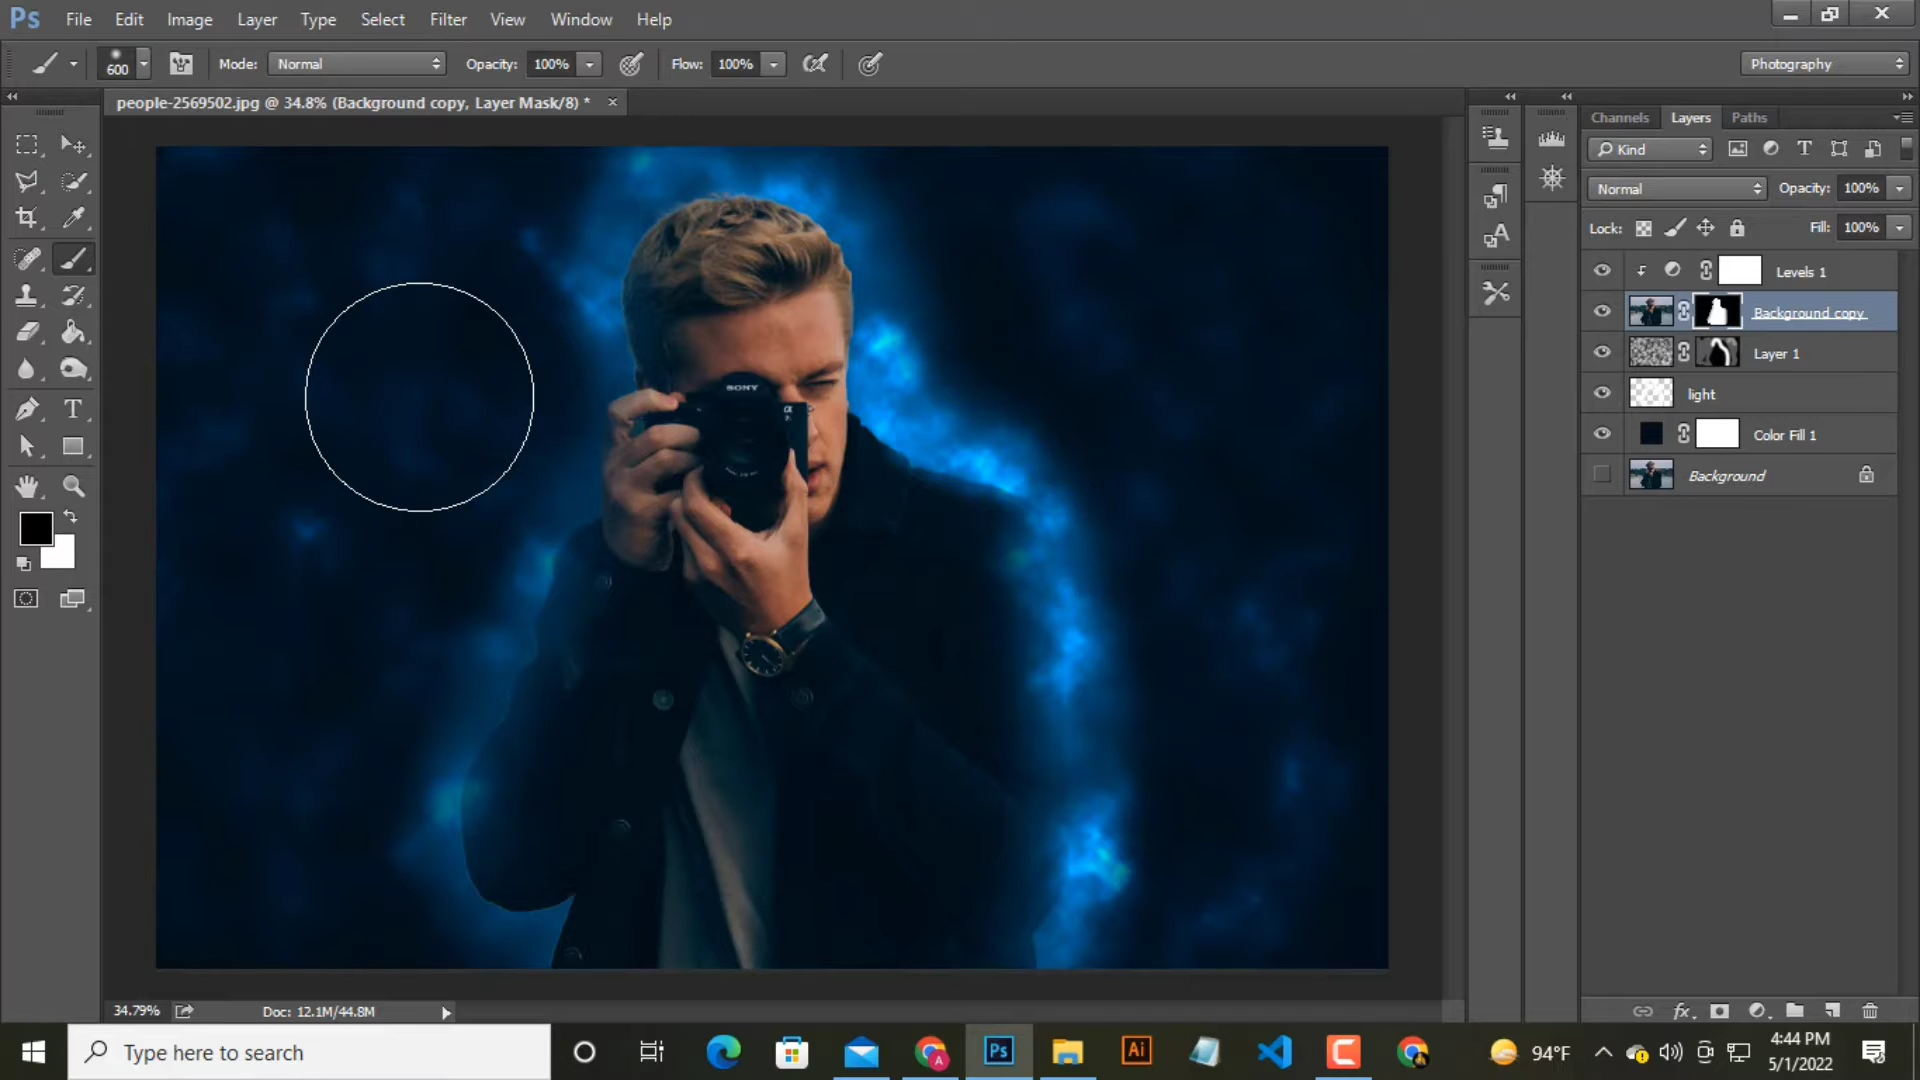 Ps File Edit Image Layer Type Select Filter View Window Help
600 Mode: Normal Opacity: 100% Flow: 100% Photography
people-2569502.jpg @ 34.8% (Background copy, Layer Mask/8) *
Channels Layers Paths
Kind
Normal Opacity: 100%
Lock: Fill: 100%
Levels 1
Background copy
Layer 1
light
Color Fill 1
Background
SONY
34.79% Doc: 12.1M/44.8M
Type here to search
Ps
Ai
94°F
4:44 PM
5/1/2022